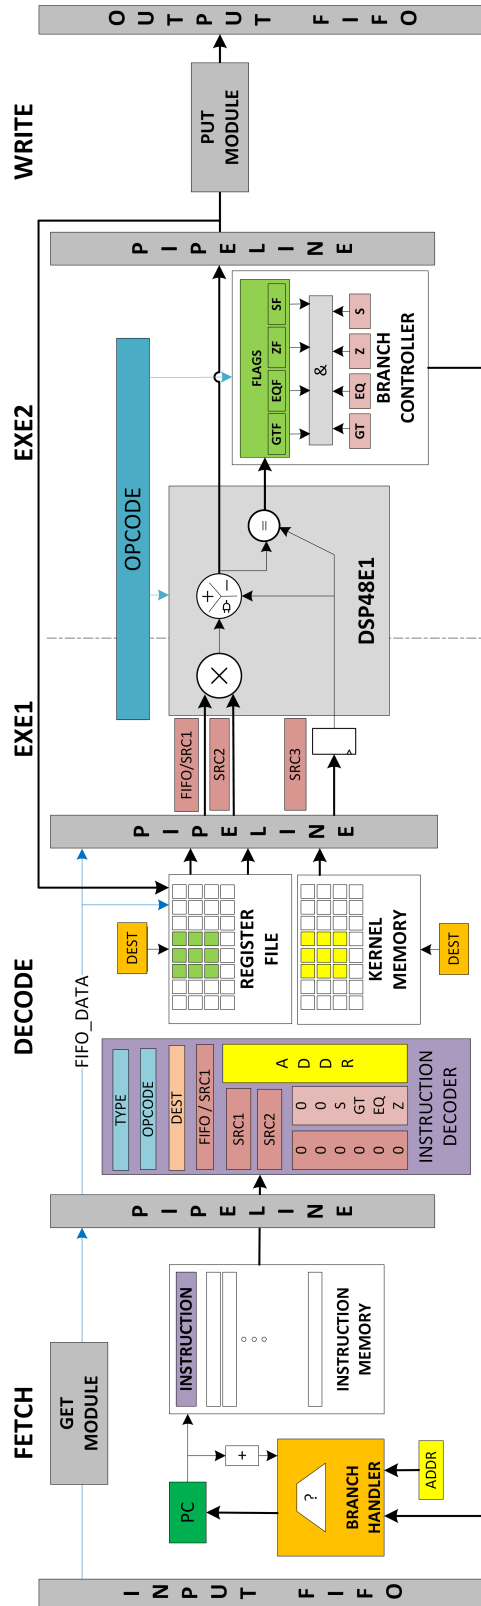 FETCH
DECODE
EXE1
EXE2
WRITE
INPUT FIFO
GET
MODULE
PC
+
?
BRANCH
HANDLER
ADDR
INSTRUCTION
INSTRUCTION
MEMORY
PIPELINE
FIFO_DATA
TYPE
OPCODE
DEST
FIFO / SRC1
SRC1
SRC2
ADDR
0 0 0 0 0 0
0 0 S GT EQ Z
INSTRUCTION
DECODER
DEST
REGISTER
FILE
KERNEL
MEMORY
DEST
PIPELINE
FIFO/SRC1
SRC2
SRC3
OPCODE
×
+
−
=
DSP48E1
FLAGS
GTF
EQF
ZF
SF
&
GT
EQ
Z
S
BRANCH
CONTROLLER
PIPELINE
PUT
MODULE
OUTPUT FIFO